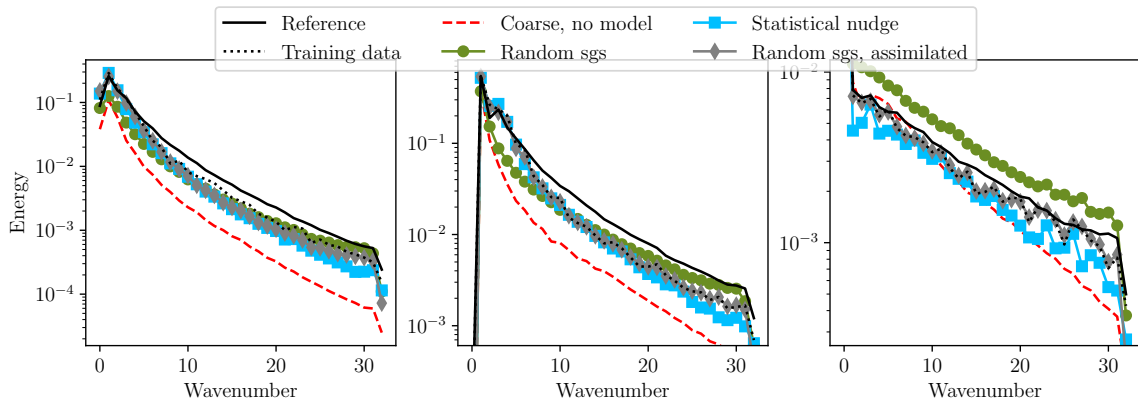 Reference
Training data
Coarse, no model
Random sgs
Statistical nudge
Random sgs, assimilated
Energy
10⁻¹
10⁻²
10⁻³
10⁻⁴
0 10 20 30
Wavenumber
10⁻¹
10⁻²
10⁻³
0 10 20 30
Wavenumber
10⁻²
10⁻³
0 10 20 30
Wavenumber